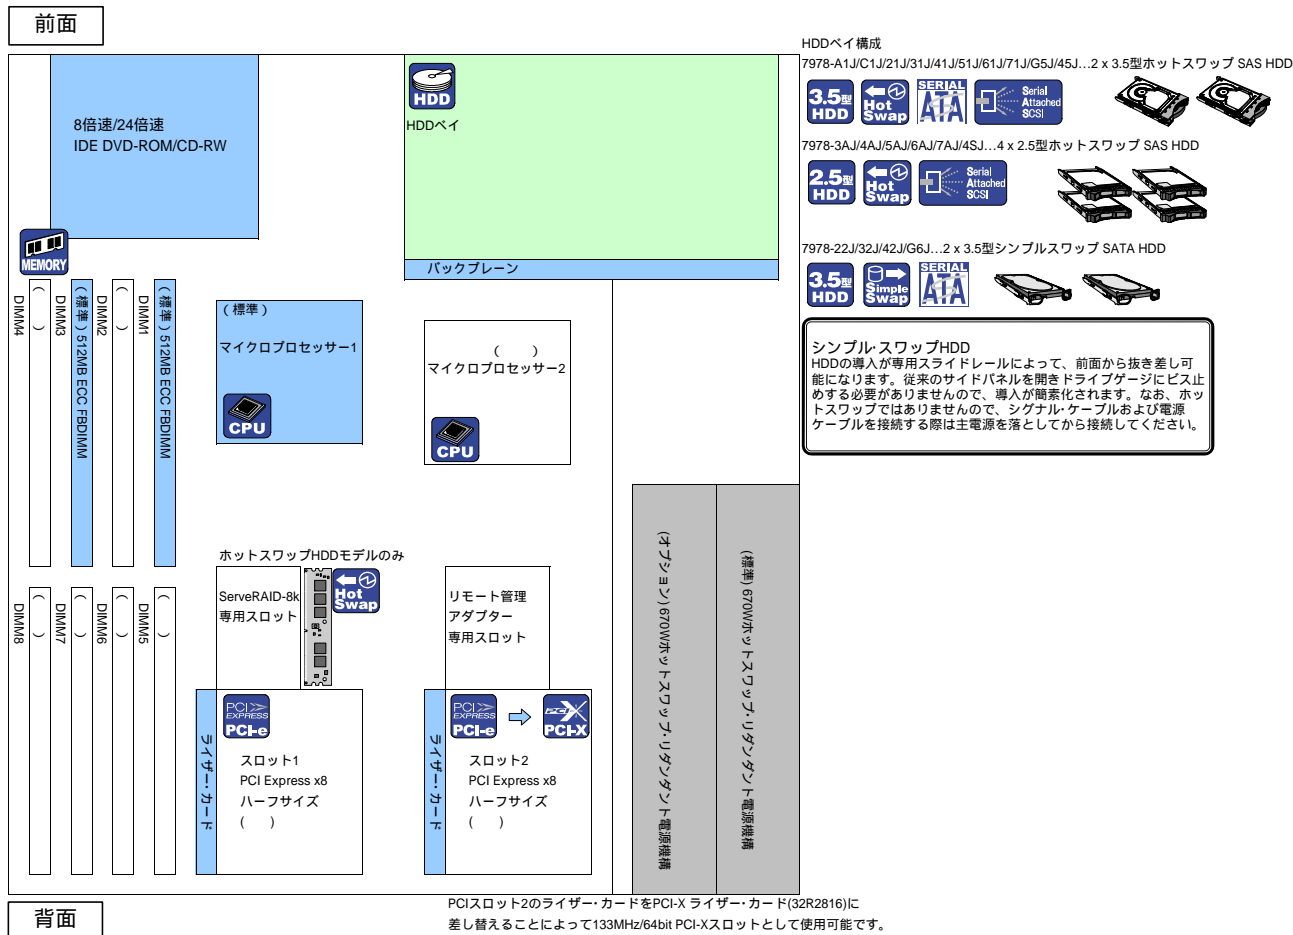 前面
8倍速/24倍速
IDE DVD-ROM/CD-RW
HDD
HDDベイ
バックプレーン
MEMORY
DIMM4
( )
DIMM3
(標準) 512MB ECC FBDIMM
DIMM2
( )
DIMM1
(標準) 512MB ECC FBDIMM
(標準)
マイクロプロセッサー1
CPU
( )
マイクロプロセッサー2
CPU
DIMM8
( )
DIMM7
( )
DIMM6
( )
DIMM5
( )
ホットスワップHDDモデルのみ
ServeRAID-8k
専用スロット
Hot
Swap
リモート管理
アダプター
専用スロット
ライザー・カード
PCI
EXPRESS
PCI-e
スロット1
PCI Express x8
ハーフサイズ
( )
ライザー・カード
PCI
EXPRESS
PCI-e
PCI-X
PCI-X
スロット2
PCI Express x8
ハーフサイズ
( )
(オプション) 670Wホットスワップ・リダンダント電源機構
(標準) 670Wホットスワップ・リダンダント電源機構
背面
PCIスロット2のライザー・カードをPCI-X ライザー・カード(32R2816)に
差し替えることによって133MHz/64bit PCI-Xスロットとして使用可能です。
HDDベイ構成
7978-A1J/C1J/21J/31J/41J/51J/61J/71J/G5J/45J…2 x 3.5型ホットスワップ SAS HDD
3.5型
HDD
Hot
Swap
SERIAL
ATA
Serial
Attached
SCSI
7978-3AJ/4AJ/5AJ/6AJ/7AJ/4SJ…4 x 2.5型ホットスワップ SAS HDD
2.5型
HDD
Hot
Swap
Serial
Attached
SCSI
7978-22J/32J/42J/G6J…2 x 3.5型シンプルスワップ SATA HDD
3.5型
HDD
Simple
Swap
SERIAL
ATA
シンプル・スワップHDD
HDDの導入が専用スライドレールによって、前面から抜き差し可
能になります。従来のサイドパネルを開きドライブゲージにビス止
めする必要がありませんので、導入が簡素化されます。なお、ホッ
トスワップではありませんので、シグナル・ケーブルおよび電源
ケーブルを接続する際は主電源を落としてから接続してください。